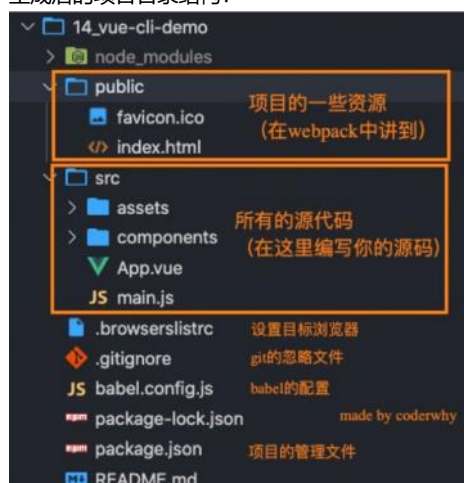 14_vue-cli-demo
node_modules
public
项目的一些资源
favicon.ico
(在webpack中讲到)
index.html
src
assets
所有的源代码
components
(在这里编写你的源码)
App.vue
JS main.js
.browserslistrc 设置目标浏览器
.gitignore git的忽略文件
JS babel.config.js babel的配置
package-lock.json made by coderwhy
package.json 项目的管理文件
README.md